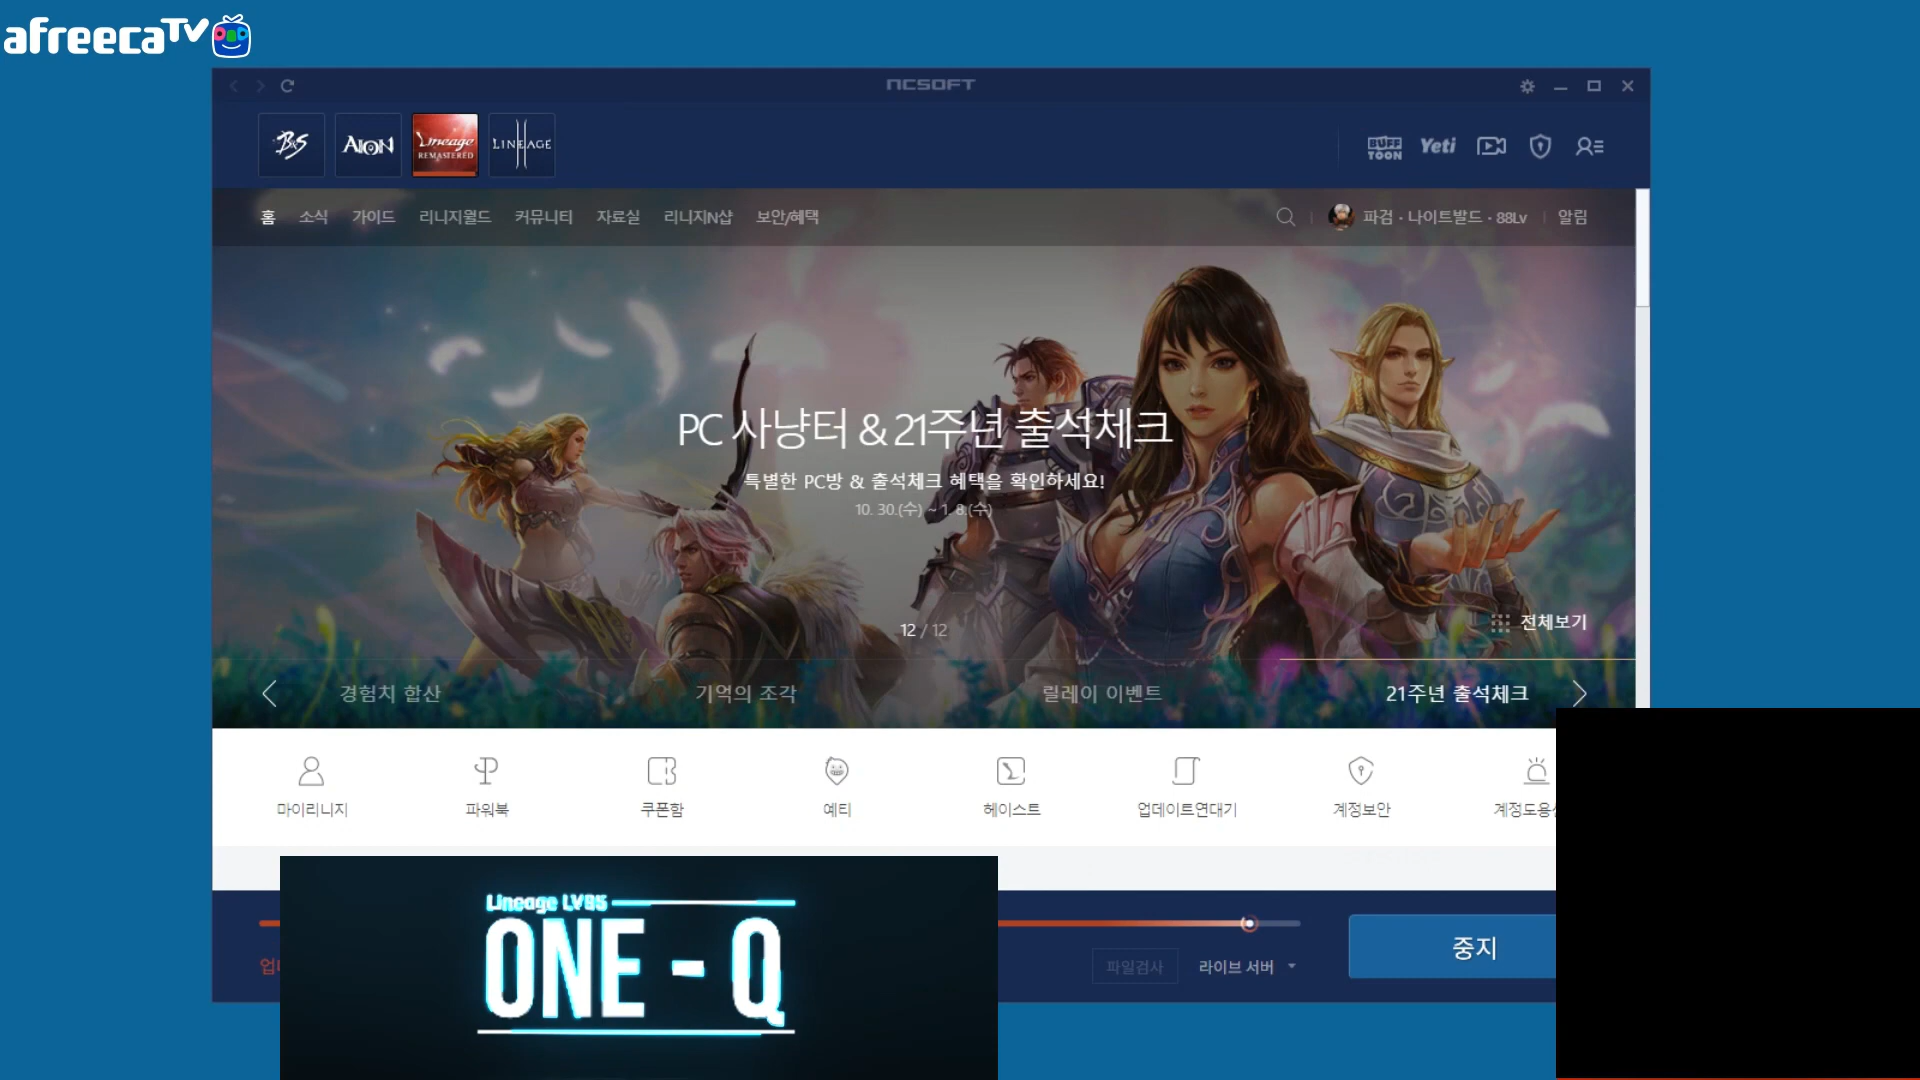 afreecaTV
NCSOFT
B&S
AION
Lineage
REMASTERED
LINEAGE
BUFF
TOON
Yeti
홈 소식 가이드 리니지월드 커뮤니티 자료실 리니지N샵 보안/혜택
파검 · 나이트발드 · 88Lv
알림
PC 사냥터 & 21주년 출석체크
특별한 PC방 & 출석체크 혜택을 확인하세요!
10. 30.(수) ~ 1. 8.(수)
12 / 12
전체보기
경험치 합산 기억의 조각 릴레이 이벤트 21주년 출석체크
마이리니지 파워북 쿠폰함 예티 헤이스트 업데이트연대기 계정보안 계정도용
Lineage LV85
ONE - Q
파일검사 라이브 서버
중지